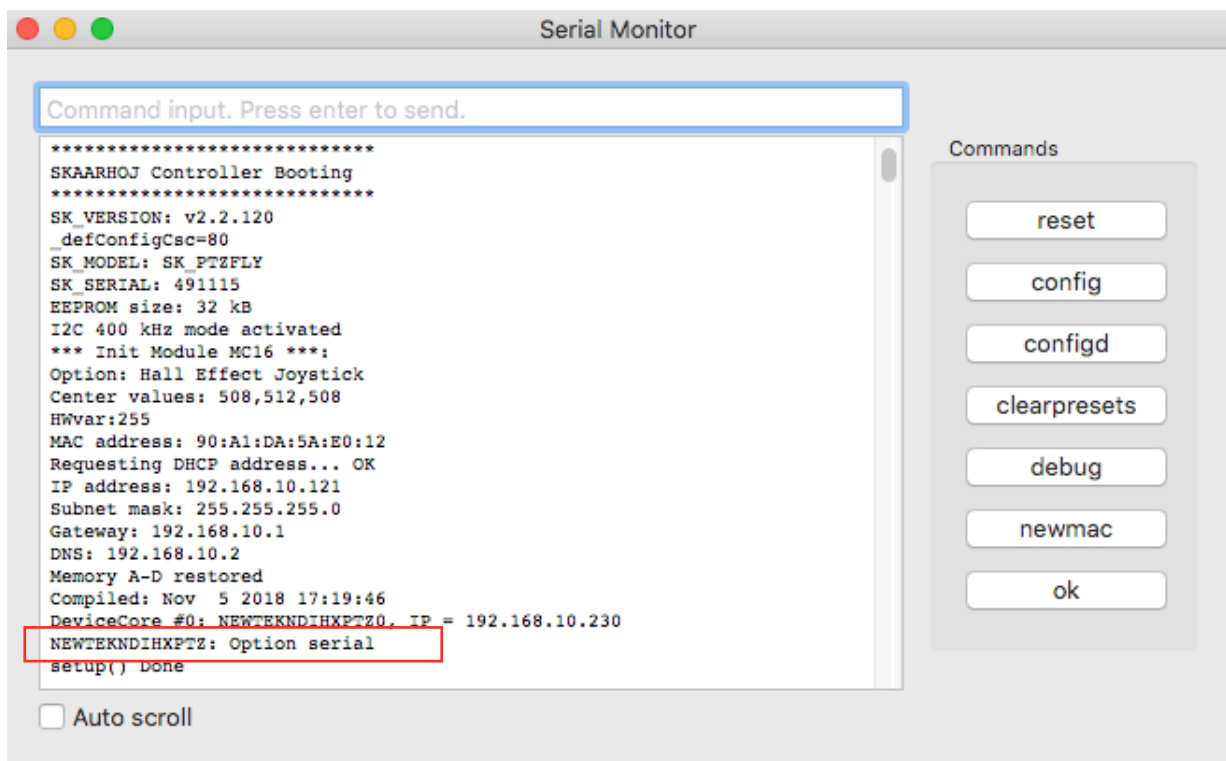 Serial Monitor
Command input. Press enter to send.
*****************************
SKAARHOJ Controller Booting
*****************************
SK_VERSION: v2.2.120
_defConfigCsc=80
SK_MODEL: SK_PTZFLY
SK_SERIAL: 491115
EEPROM size: 32 kB
I2C 400 kHz mode activated
*** Init Module MC16 ***:
Option: Hall Effect Joystick
Center values: 508,512,508
HWvar:255
MAC address: 90:A1:DA:5A:E0:12
Requesting DHCP address... OK
IP address: 192.168.10.121
Subnet mask: 255.255.255.0
Gateway: 192.168.10.1
DNS: 192.168.10.2
Memory A-D restored
Compiled: Nov  5 2018 17:19:46
DeviceCore #0: NEWTEKNDIHXPTZ0, IP = 192.168.10.230
NEWTEKNDIHXPTZ: Option serial
setup() Done
Auto scroll
Commands
reset
config
configd
clearpresets
debug
newmac
ok